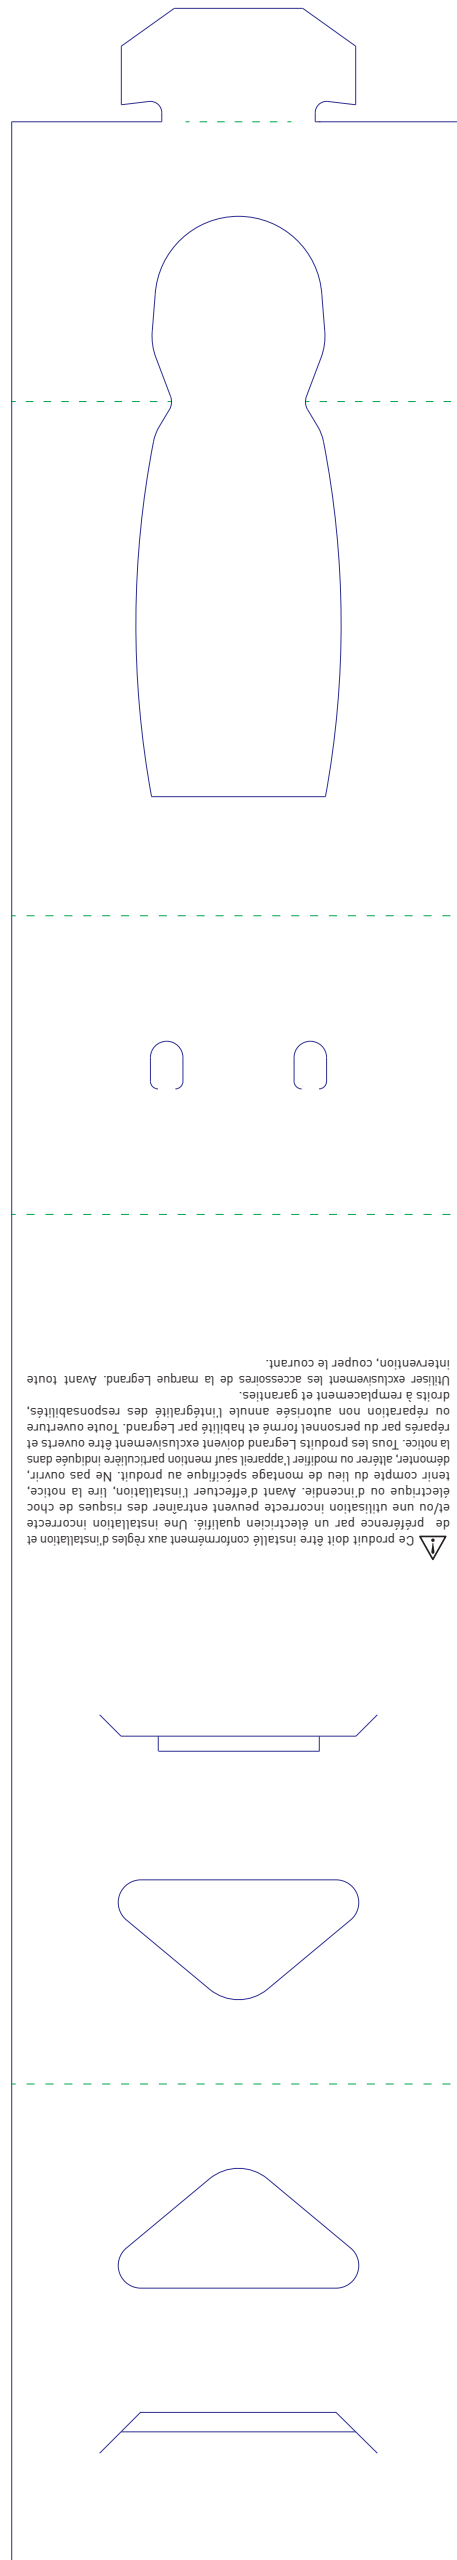 Ce produit doit être installé conformément aux règles d'installation et
de préférence par un électricien qualifié. Une installation incorrecte
et/ou une utilisation incorrecte peuvent entraîner des risques de choc
électrique ou d'incendie. Avant d'effectuer l'installation, lire la notice,
tenir compte du lieu de montage spécifique au produit. Ne pas ouvrir,
démonter, altérer ou modifier l'appareil sauf mention particulière indiquée dans
la notice. Tous les produits Legrand doivent exclusivement être ouverts et
réparés par du personnel formé et habilité par Legrand. Toute ouverture
ou réparation non autorisée annule l'intégralité des responsabilités,
droits à remplacement et garanties.
Utiliser exclusivement les accessoires de la marque Legrand. Avant toute
intervention, couper le courant.